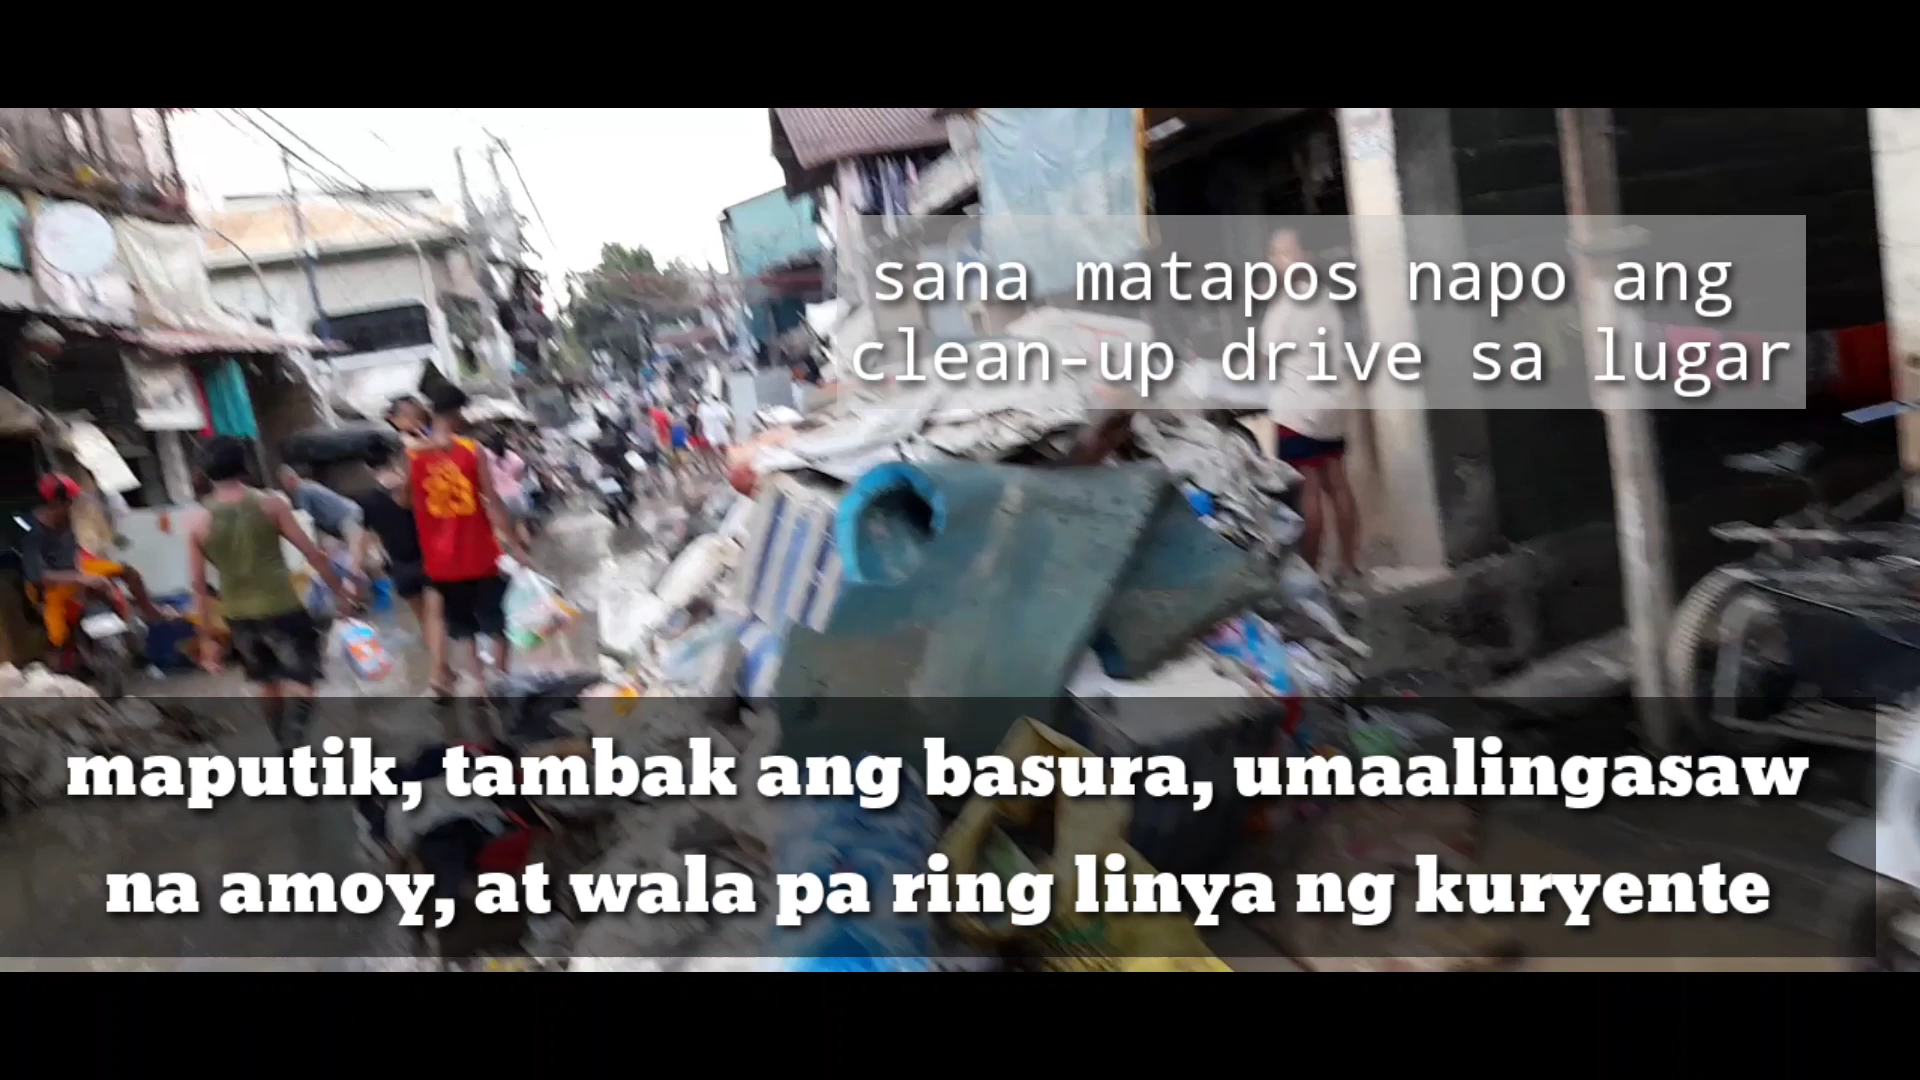 sana matapos napo ang
clean-up drive sa lugar
maputik, tambak ang basura, umaalingasaw
na amoy, at wala pa ring linya ng kuryente